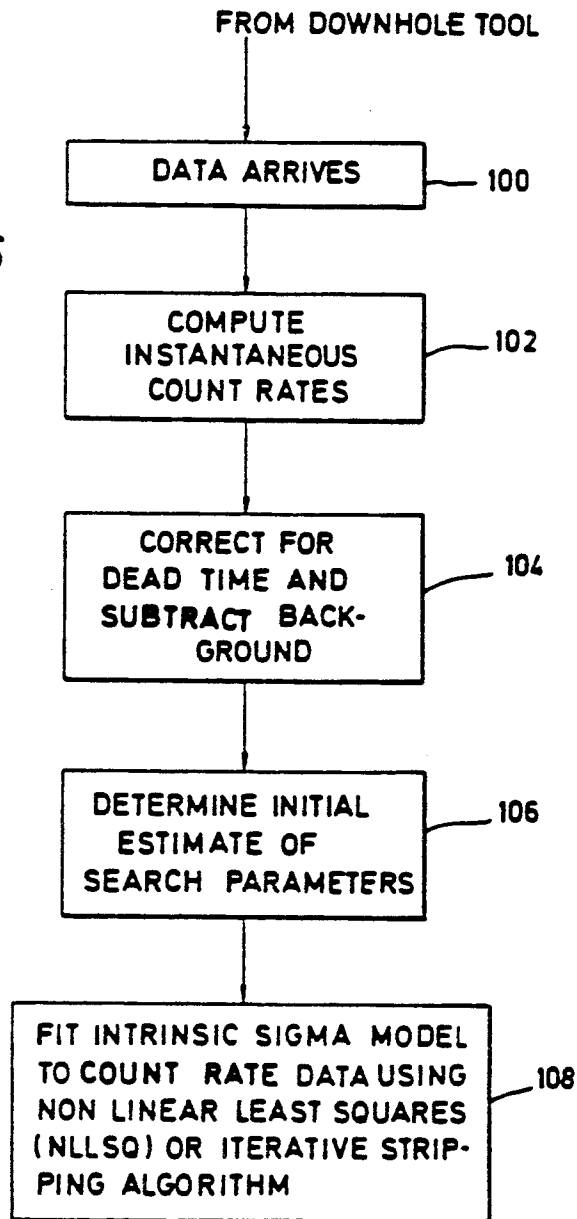 FROM DOWNHOLE TOOL
DATA ARRIVES
100
COMPUTE
INSTANTANEOUS
COUNT RATES
102
CORRECT FOR
DEAD TIME AND
SUBTRACT BACK-
GROUND
104
DETERMINE INITIAL
ESTIMATE OF
SEARCH PARAMETERS
106
FIT INTRINSIC SIGMA MODEL
TO COUNT RATE DATA USING
NON LINEAR LEAST SQUARES
(NLLSQ) OR ITERATIVE STRIP-
PING ALGORITHM
108